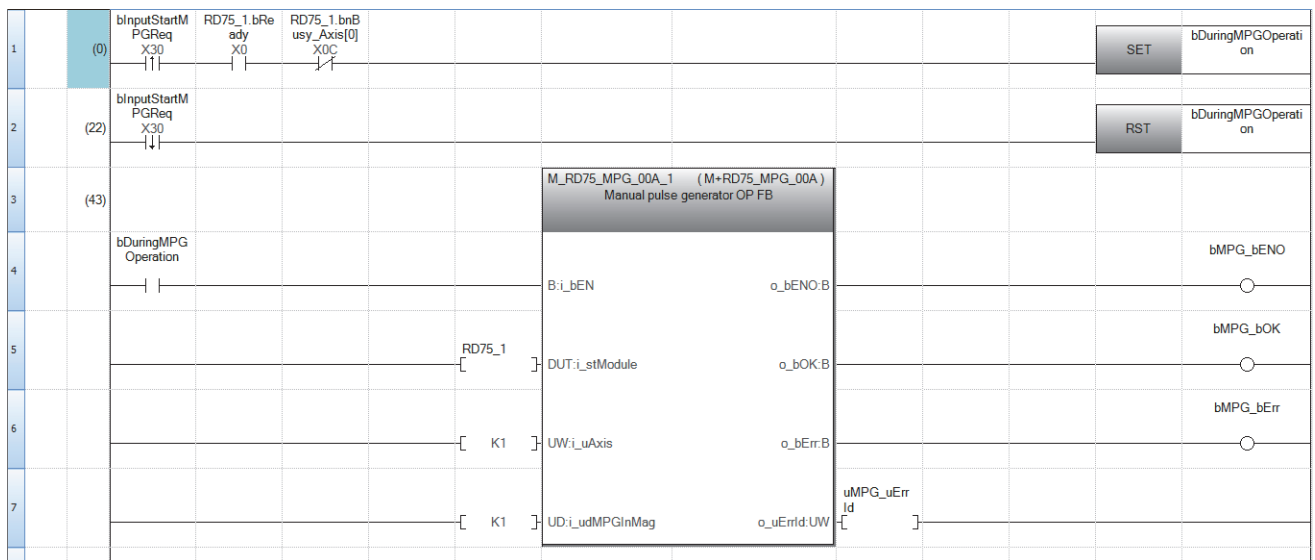 bInputStartM RD75_1.bRe RD75_1.bnB
PGReq ady usy_Axis[0] bDuringMPGOperati
1 (0) X30 X0 X0C SET on
bInputStartM
PGReq bDuringMPGOperati
2 (22) X30 RST on
M_RD75_MPG_00A_1 (M+RD75_MPG_00A)
3 (43) Manual pulse generator OP FB
bDuringMPG
Operation bMPG_bENO
4 B:i_bEN o_bENO:B
bMPG_bOK
5 RD75_1 DUT:i_stModule o_bOK:B
bMPG_bErr
6 K1 UW:i_uAxis o_bErr:B
uMPG_uErr
Id
7 K1 UD:i_udMPGInMag o_uErrId:UW